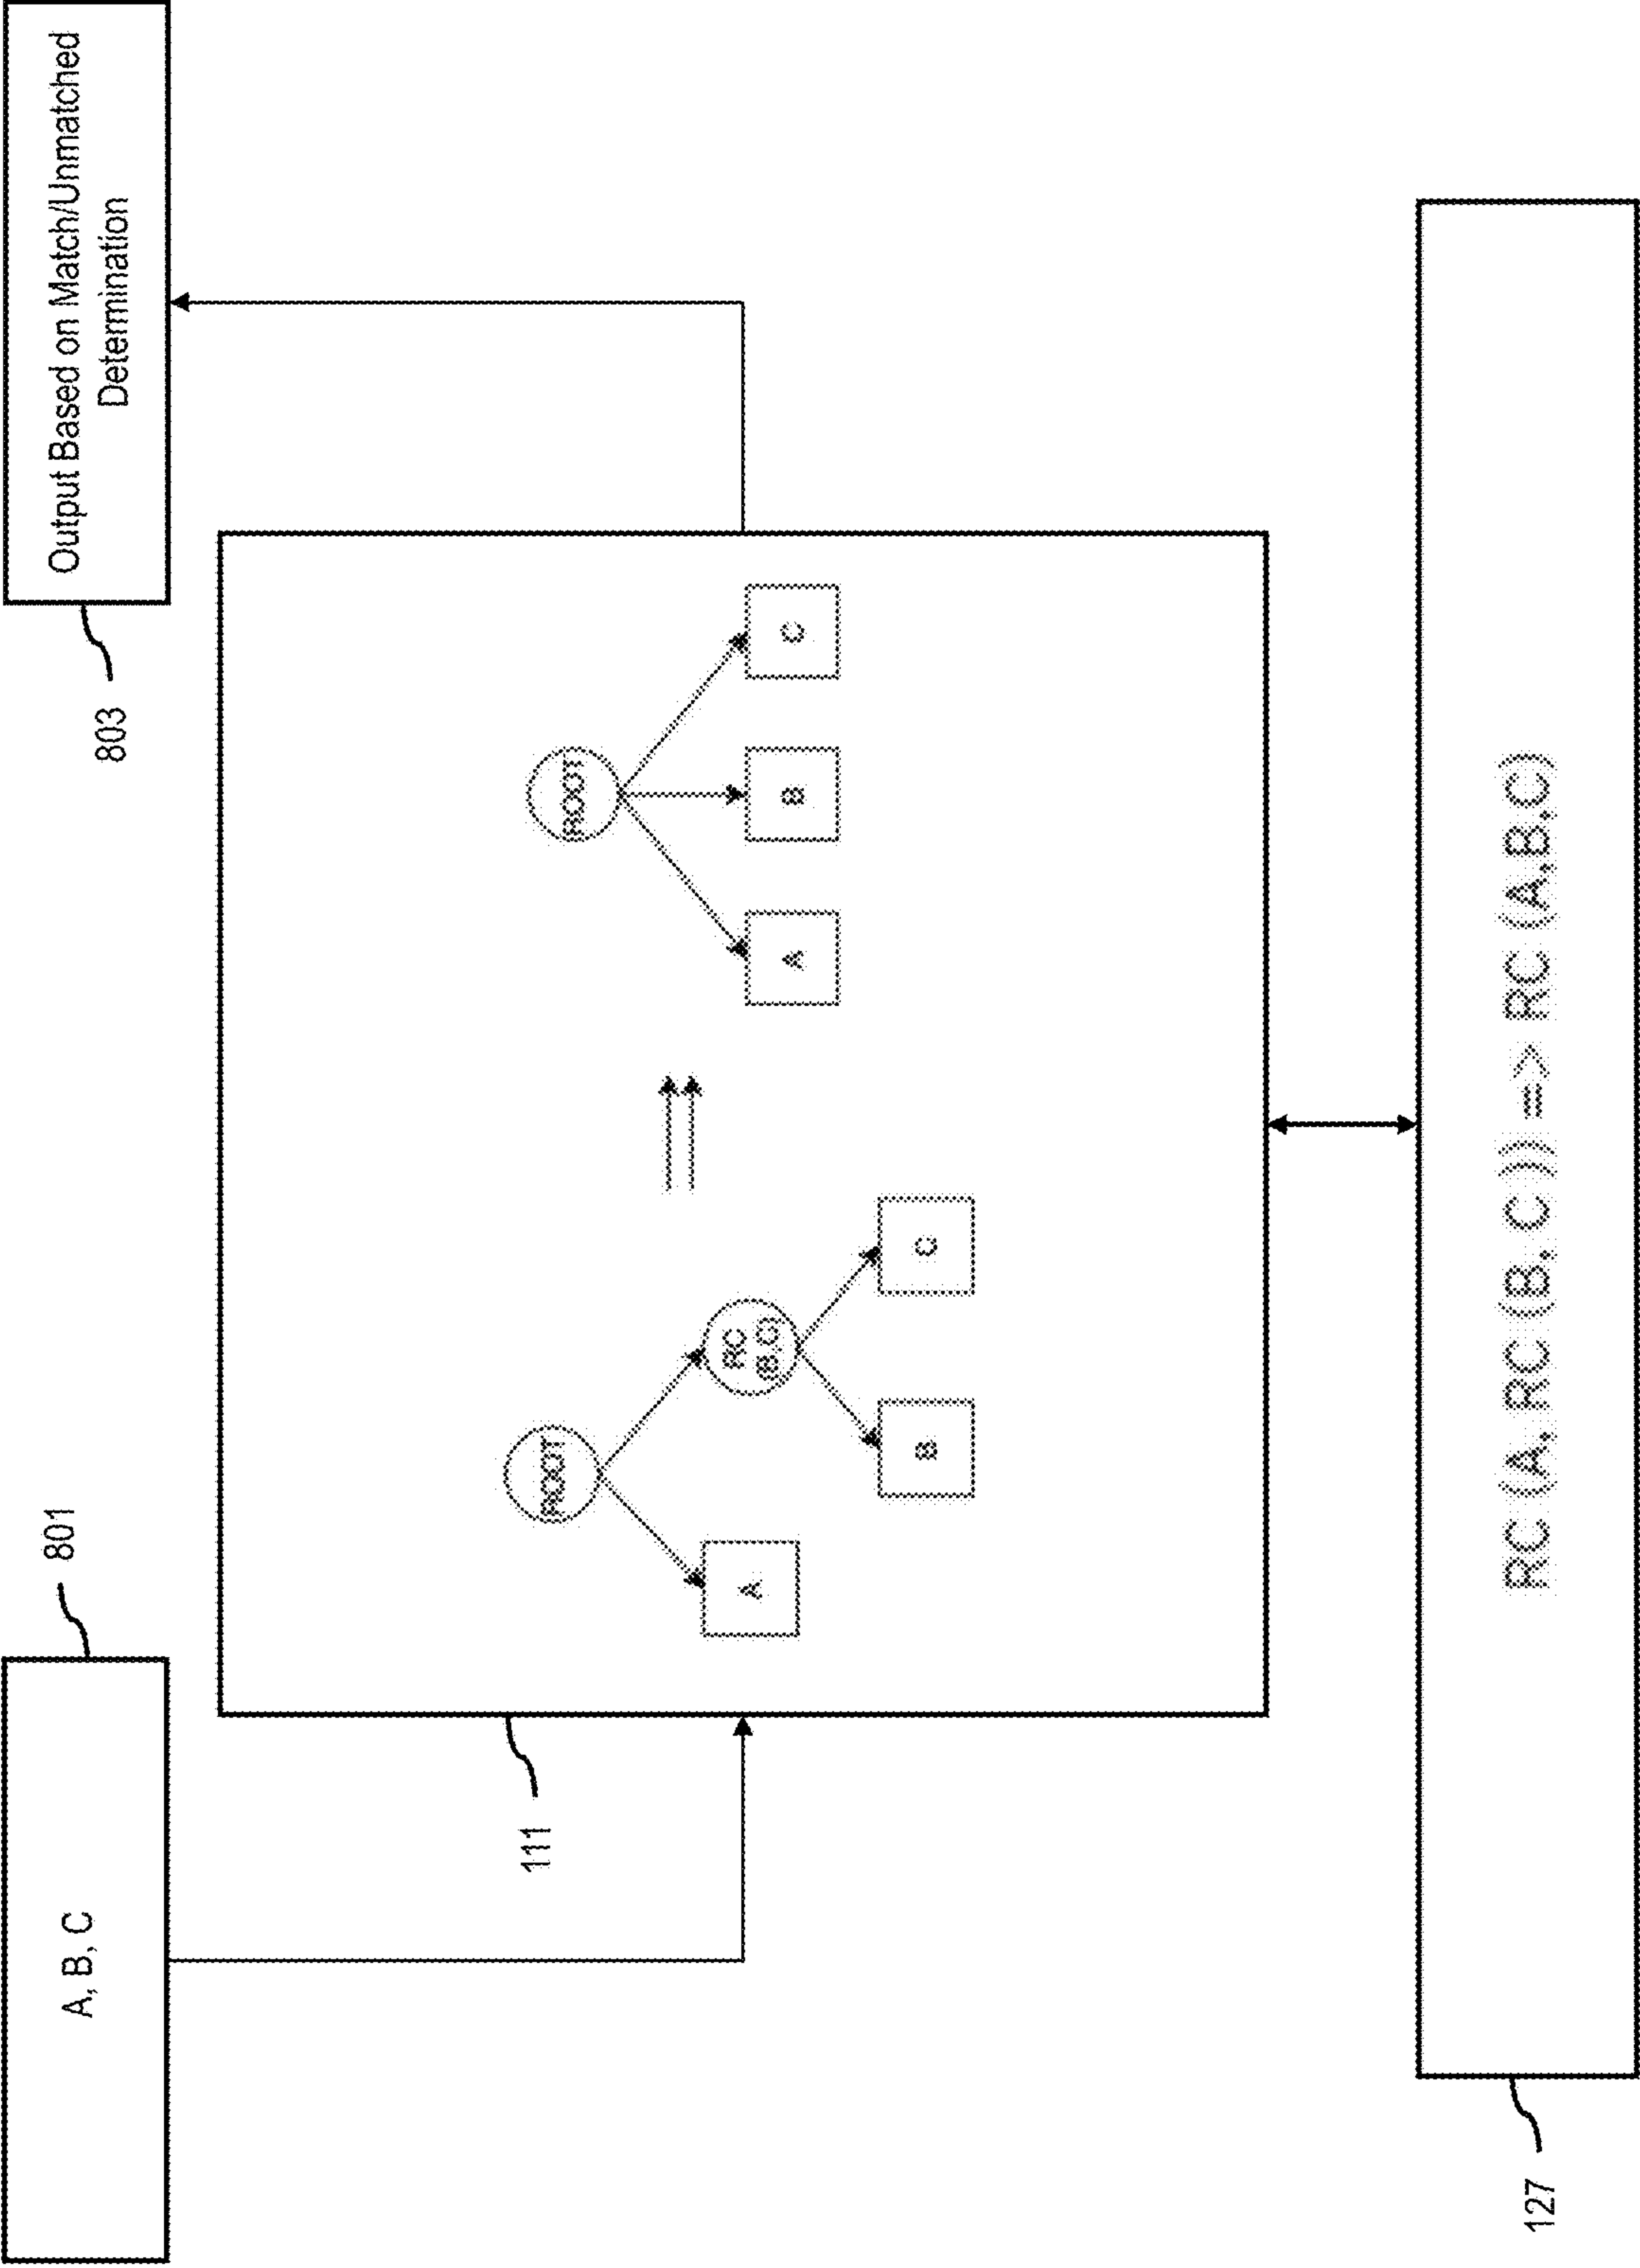 A, B, C
801
Output Based on Match/Unmatched
Determination
803
111
ROOT
A
RC
(B,C)
B
C
ROOT
A
B
C
RC (A, RC (B, C )) => RC (A,B,C)
127